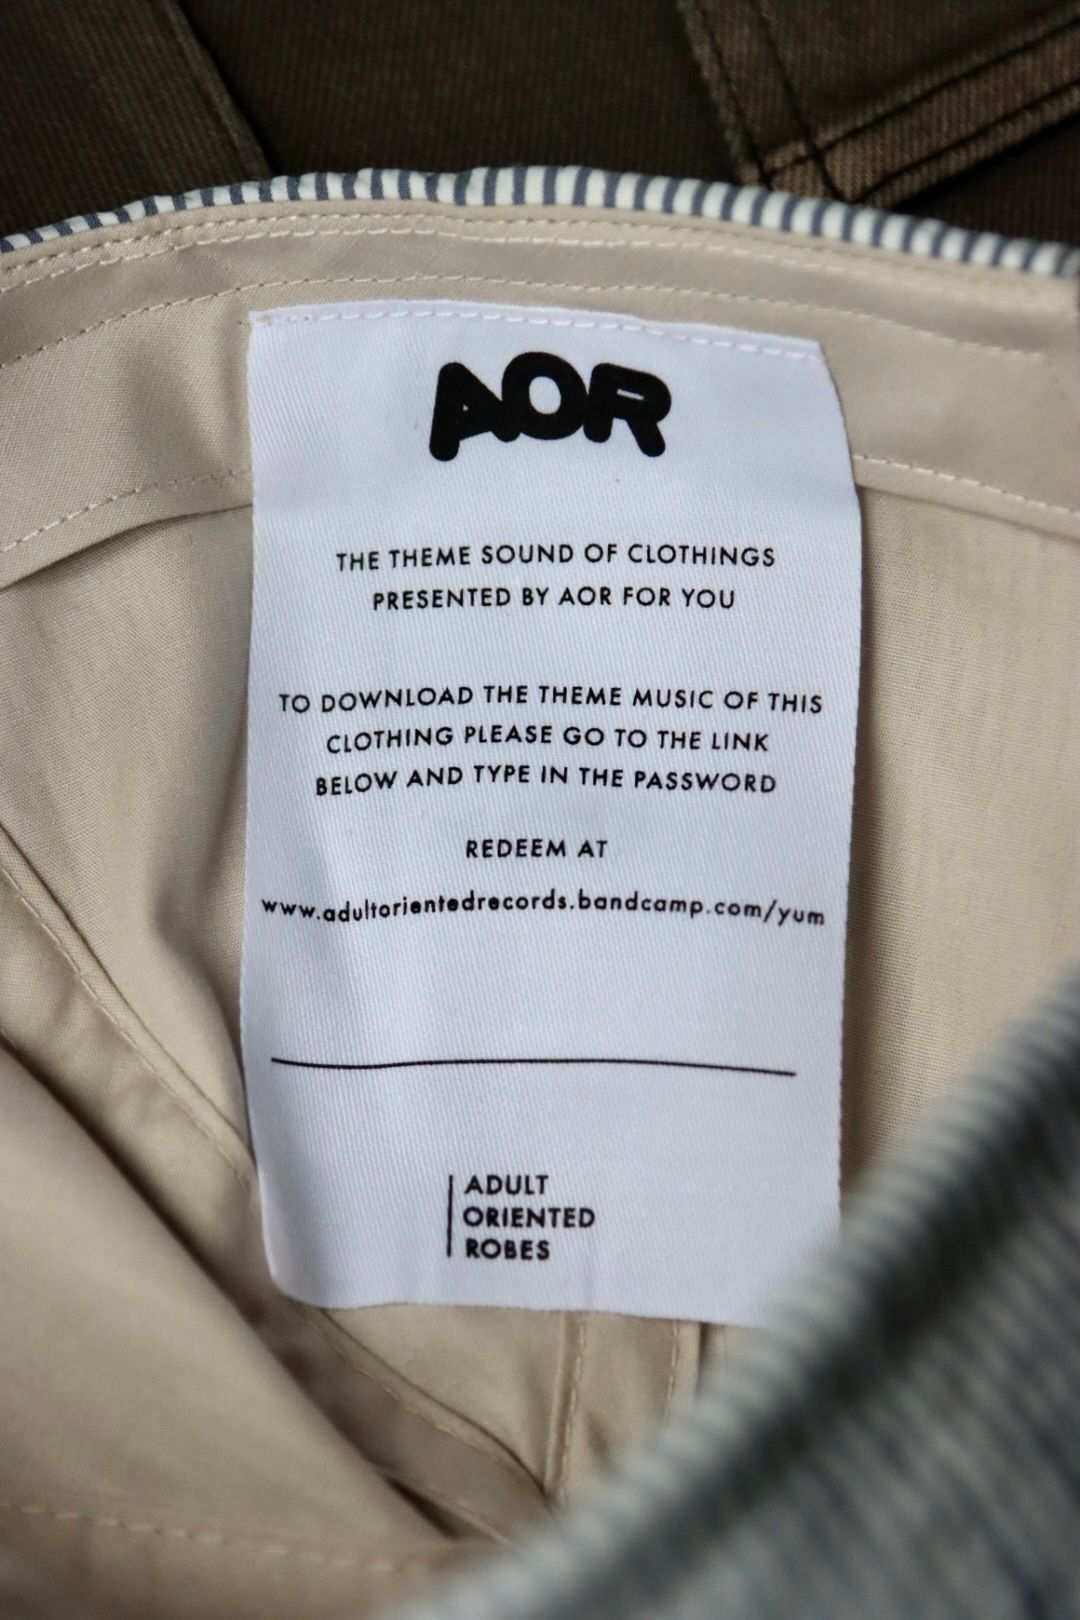 AOR
THE THEME SOUND OF CLOTHINGS
PRESENTED BY AOR FOR YOU
TO DOWNLOAD THE THEME MUSIC OF THIS
CLOTHING PLEASE GO TO THE LINK
BELOW AND TYPE IN THE PASSWORD
REDEEM AT
www.adultorientedrecords.bandcamp.com/yum
ADULT
ORIENTED
ROBES